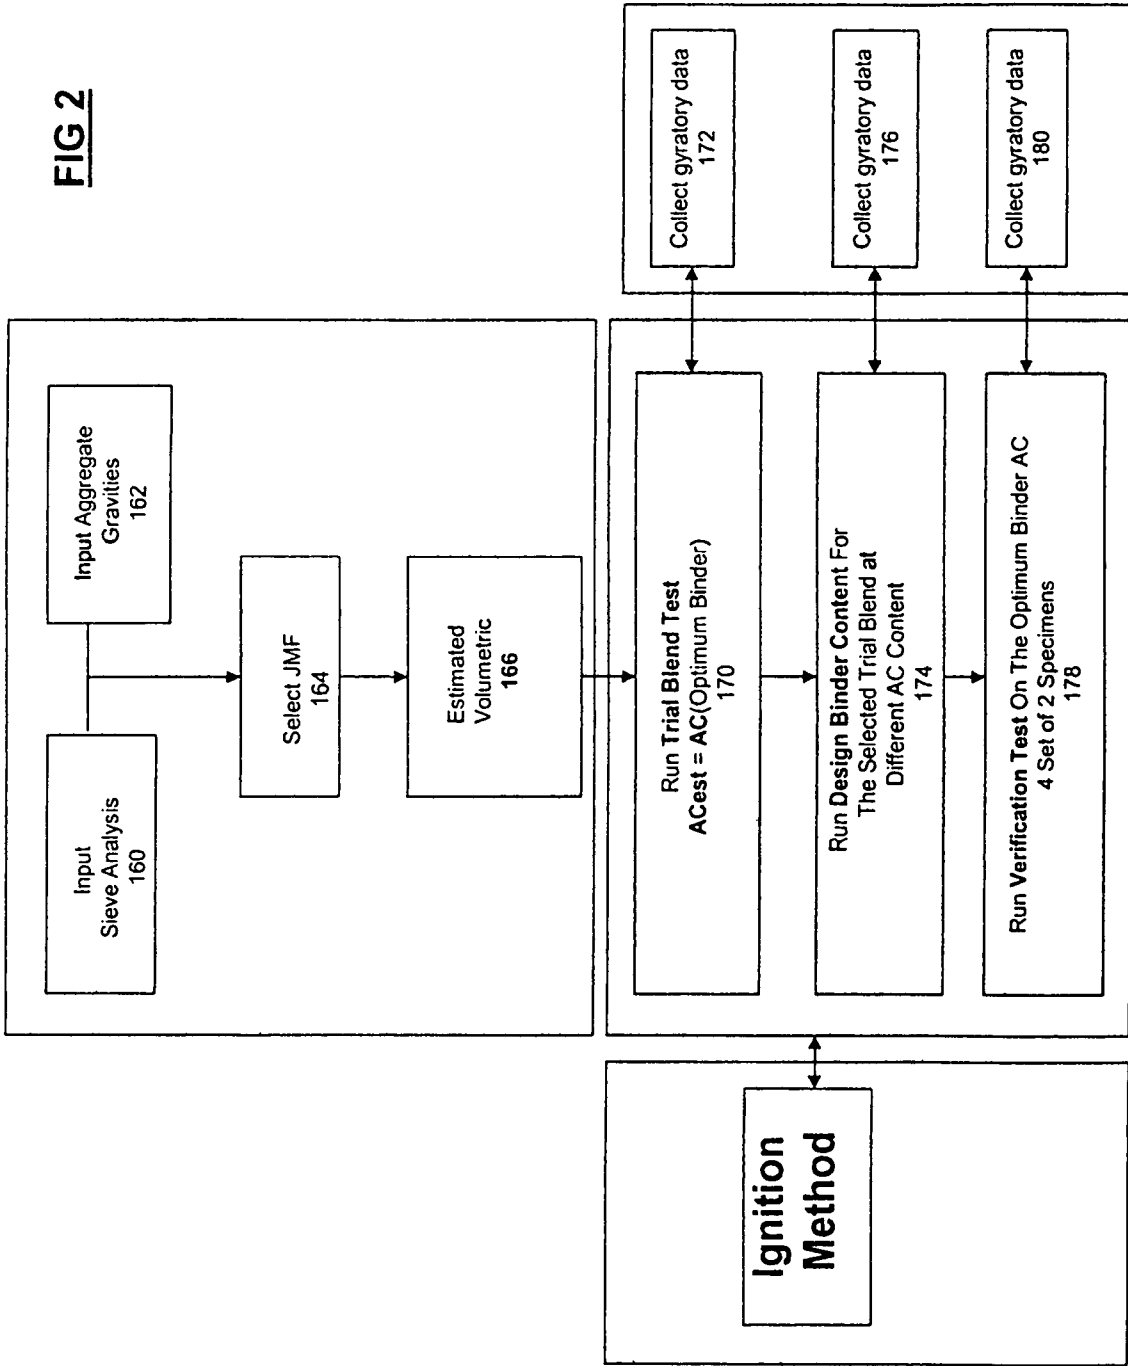 FIG 2
Input
Sieve Analysis
160
Input Aggregate
Gravities
162
Select JMF
164
Estimated
Volumetric
166
Ignition
Method
Run Trial Blend Test
ACest = AC(Optimum Binder)
170
Collect gyratory data
172
Run Design Binder Content For
The Selected Trial Blend at
Different AC Content
174
Collect gyratory data
176
Run Verification Test On The Optimum Binder AC
4 Set of 2 Specimens
178
Collect gyratory data
180